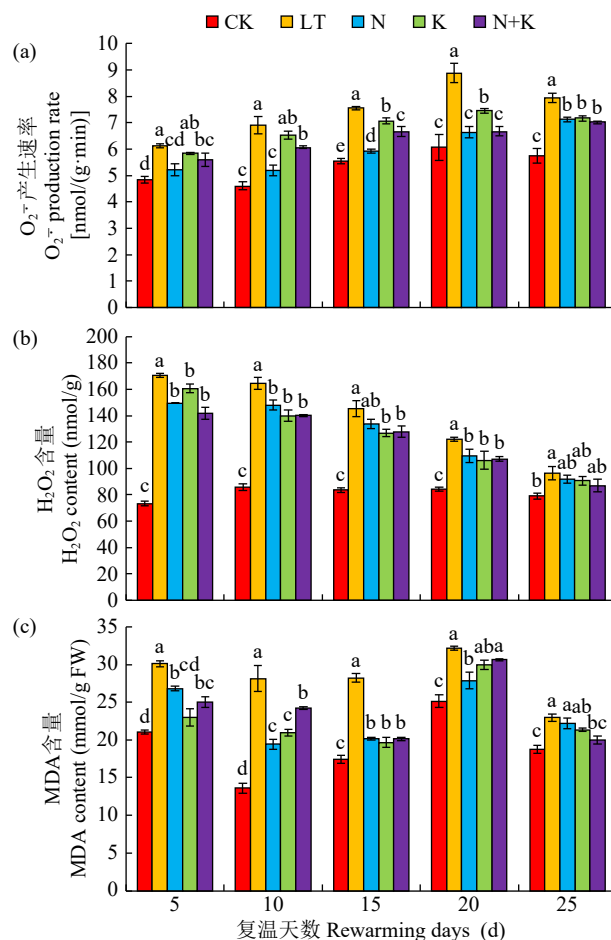 CK LT N K N+K
(a)
O₂⁻·产生速率
O₂⁻· production rate
[nmol/(g·min)]
10
9
8
7
6
5
4
3
2
1
0
d a cd ab bc
c a c ab b
e a d b c
c a c b c
c a b b b
(b)
H₂O₂含量
H₂O₂ content (nmol/g)
200
180
160
140
120
100
80
60
40
20
0
c a b a b
c a b b b
c a ab b b
c a b b b
b a ab ab ab
(c)
MDA含量
MDA content (mmol/g FW)
35
30
25
20
15
10
5
0
d a b cd bc
d a c c b
c a b b b
c a b ab a
c a a ab bc
5 10 15 20 25
复温天数 Rewarming days (d)